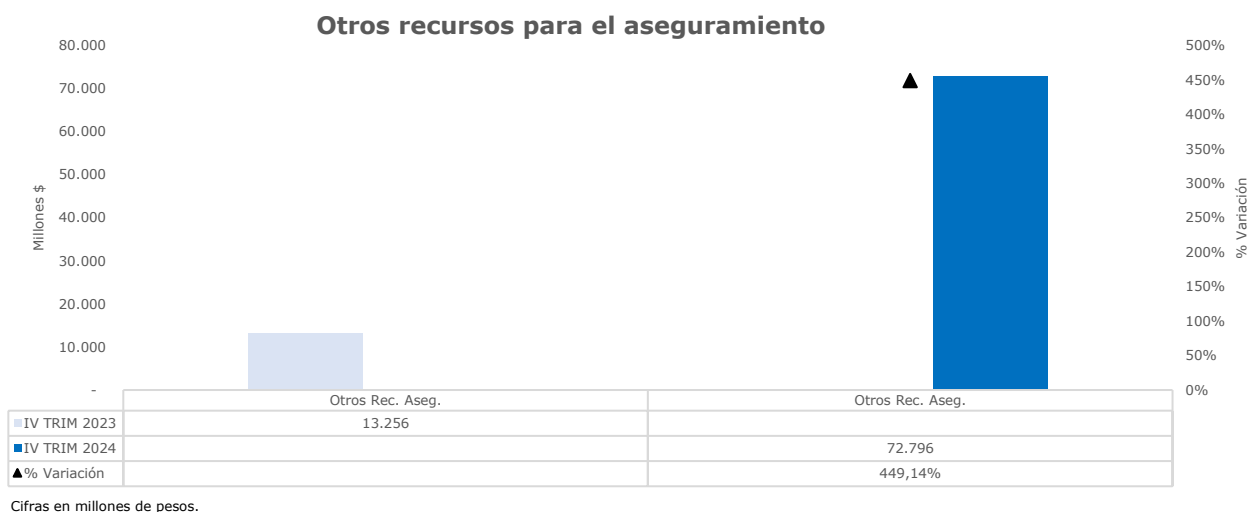 Otros recursos para el aseguramiento
80.000
70.000
60.000
50.000
40.000
30.000
20.000
10.000
-
Millones $
500%
450%
400%
350%
300%
250%
200%
150%
100%
50%
0%
% Variación
Otros Rec. Aseg. Otros Rec. Aseg.
IV TRIM 2023 13.256
IV TRIM 2024 72.796
% Variación 449,14%
Cifras en millones de pesos.